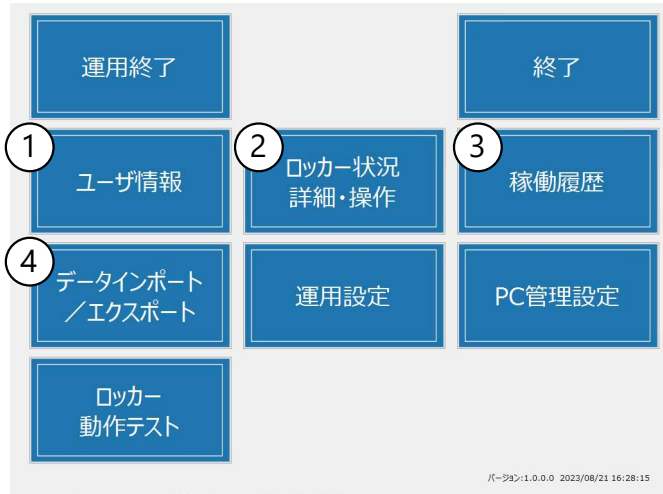 運用終了
終了
1
ユーザ情報
2
ロッカー状況
詳細・操作
3
稼働履歴
4
データインポート
／エクスポート
運用設定
PC管理設定
ロッカー
動作テスト
バージョン:1.0.0.0 2023/08/21 16:28:15